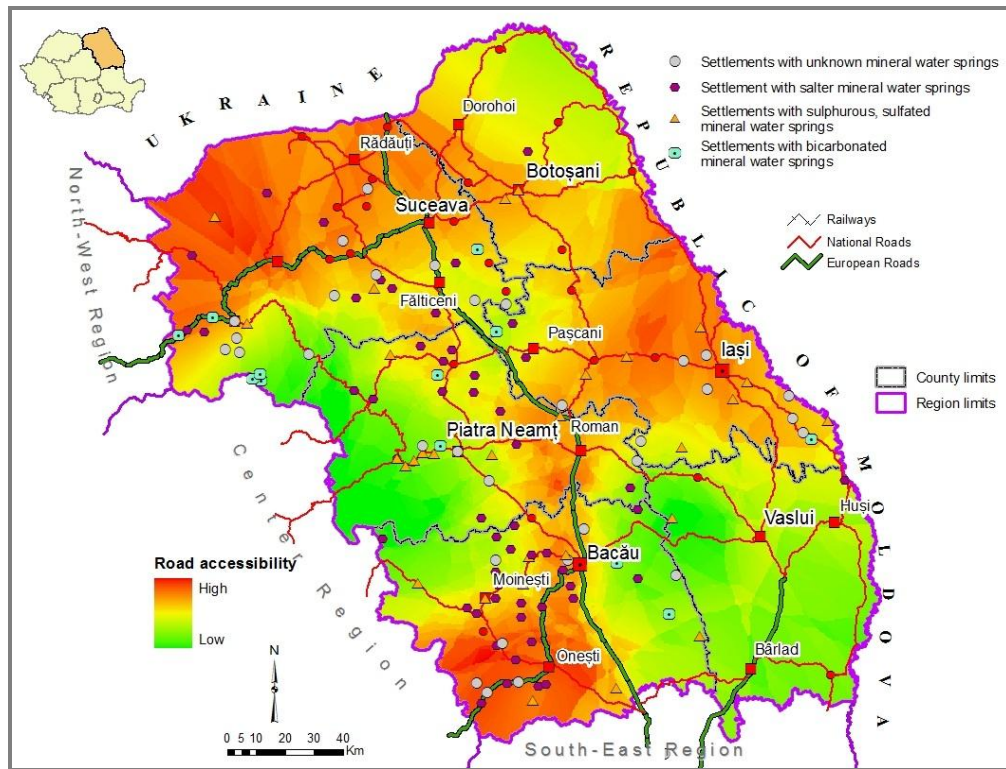 UKRAINE
REPUBLIC OF MOLDOVA
North-West Region
Center Region
South-East Region
Dorohoi
Rădăuți
Botoșani
Suceava
Fălticeni
Pașcani
Iași
Piatra Neamț
Roman
Vaslui
Huși
Bacău
Moinești
Onești
Bârlad
Settlements with unknown mineral water springs
Settlements with salter mineral water springs
Settlements with sulphurous, sulfated
mineral water springs
Settlements with bicarbonated
mineral water springs
Railways
National Roads
European Roads
County limits
Region limits
Road accessibility
High
Low
N
0 5 10 20 30 40
Km